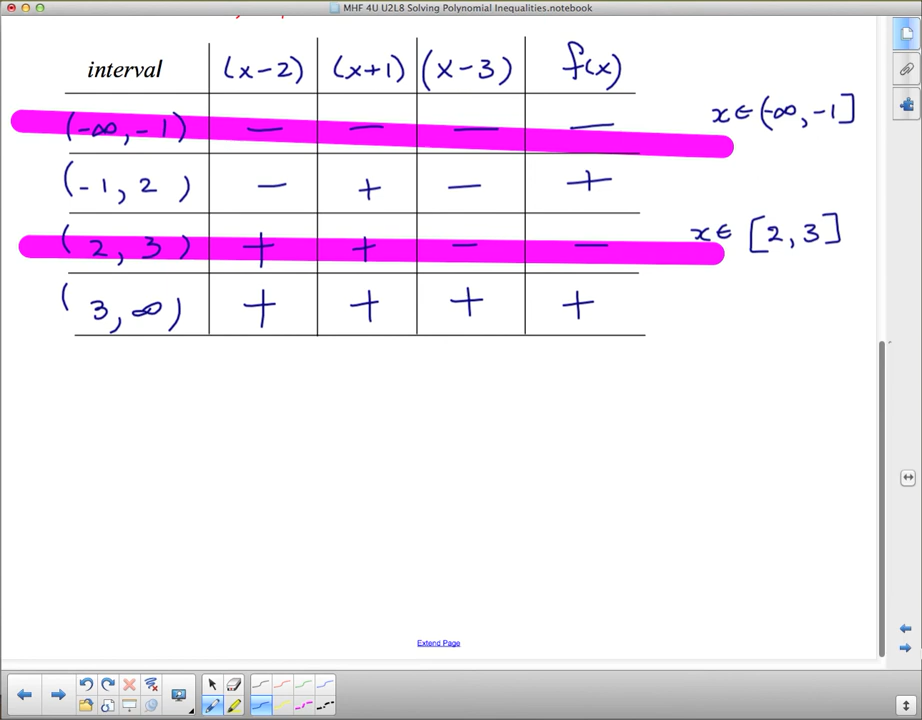 MHF 4U U2L8 Solving Polynomial Inequalities.notebook
interval (x-2) (x+1) (x-3) f(x)
(-∞, -1) — — — — x ∈ (-∞, -1]
(-1, 2) — + — +
(2, 3) + + — — x ∈ [2, 3]
(3, ∞) + + + +
Extend Page